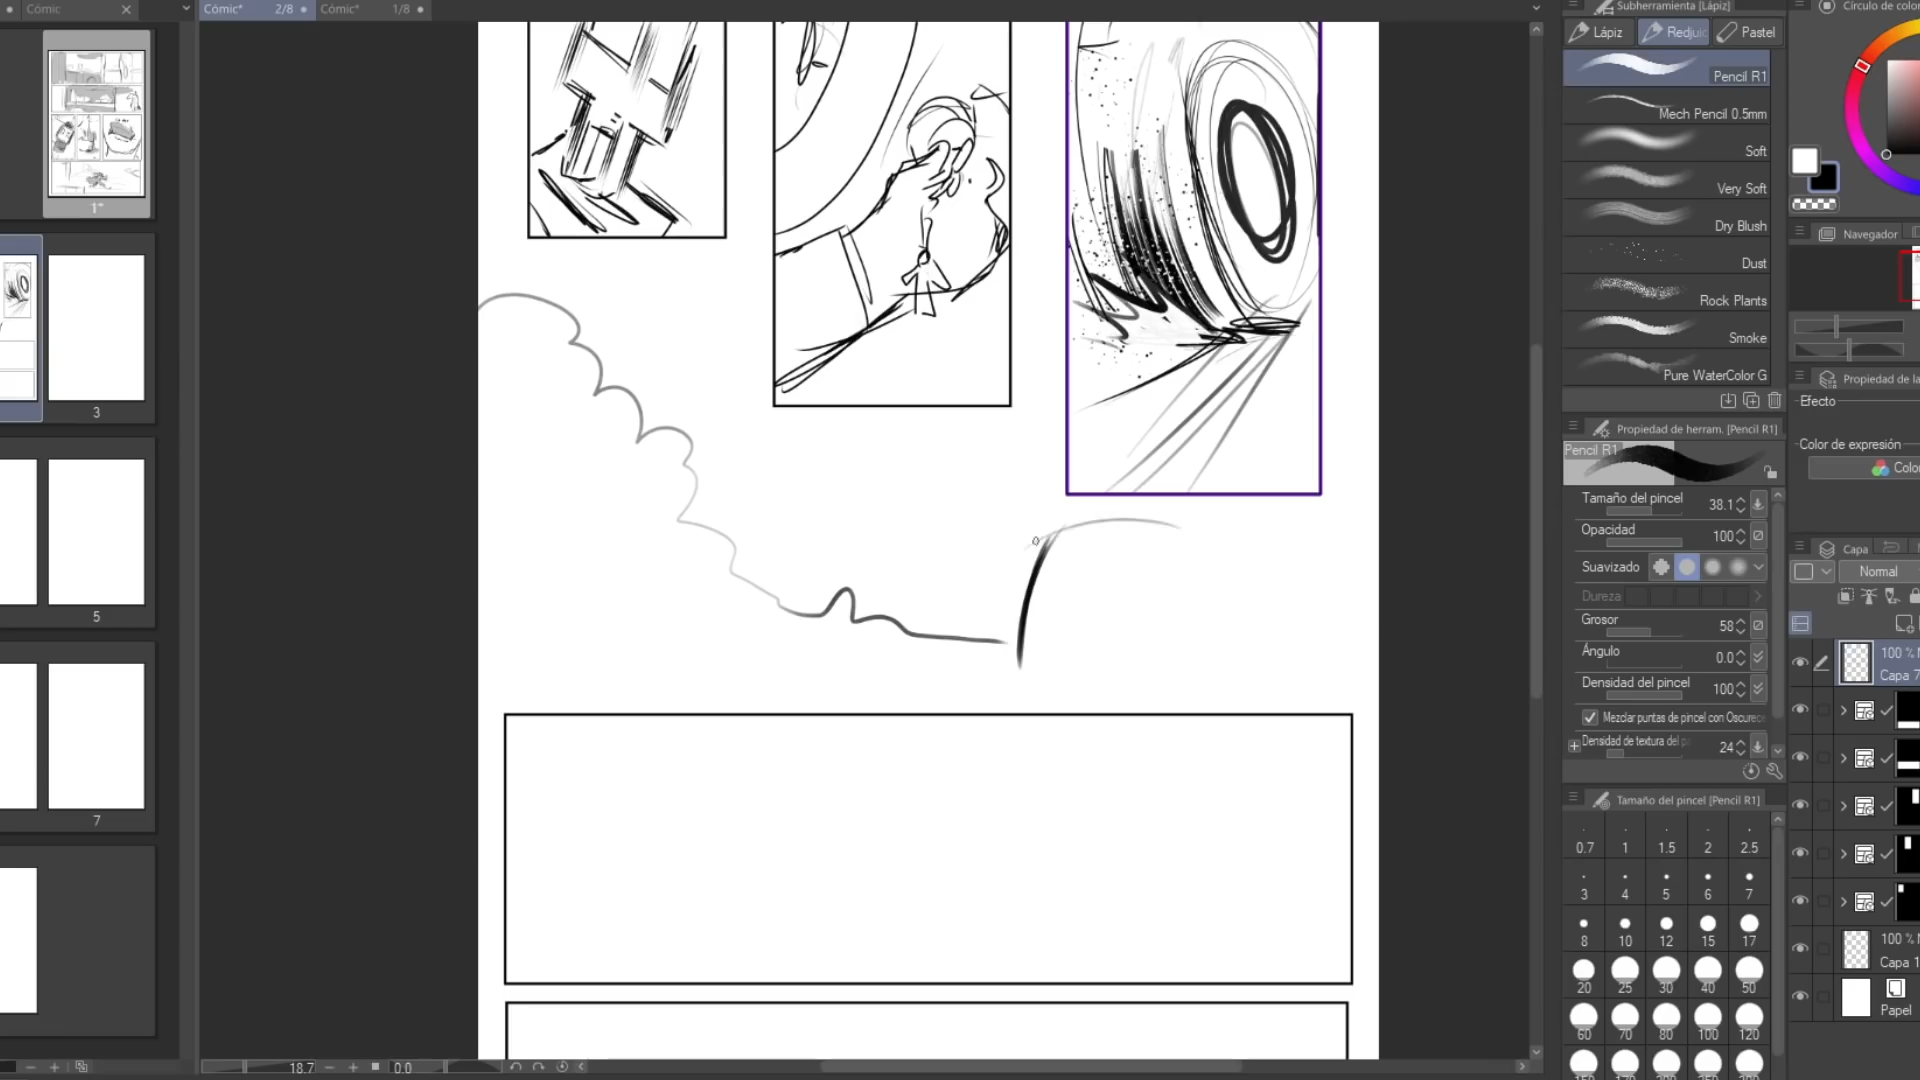 Cómic
Cómic* 2/8
Cómic* 1/8
Subherramienta [Lápiz]
Círculo de colo
Lápiz
Redjuic
Pastel
Pencil R1
Mech Pencil 0.5mm
Soft
Very Soft
Dry Blush
Dust
Rock Plants
Smoke
Pure WaterColor G
Navegador
Propiedad de la
Efecto
Color de expresión
Colo
1*
3
5
7
Propiedad de herram. [Pencil R1]
Pencil R1
Tamaño del pincel 38.1
Opacidad 100
Suavizado
Dureza
Grosor 58
Ángulo 0.0
Densidad del pincel 100
Mezclar puntas de pincel con Oscurec
Densidad de textura del p 24
Capa
Normal
100 % N
Capa 7
100 % N
Capa 1
Papel
Tamaño del pincel [Pencil R1]
0.7 1 1.5 2 2.5
3 4 5 6 7
8 10 12 15 17
20 25 30 40 50
60 70 80 100 120
18.7
0.0